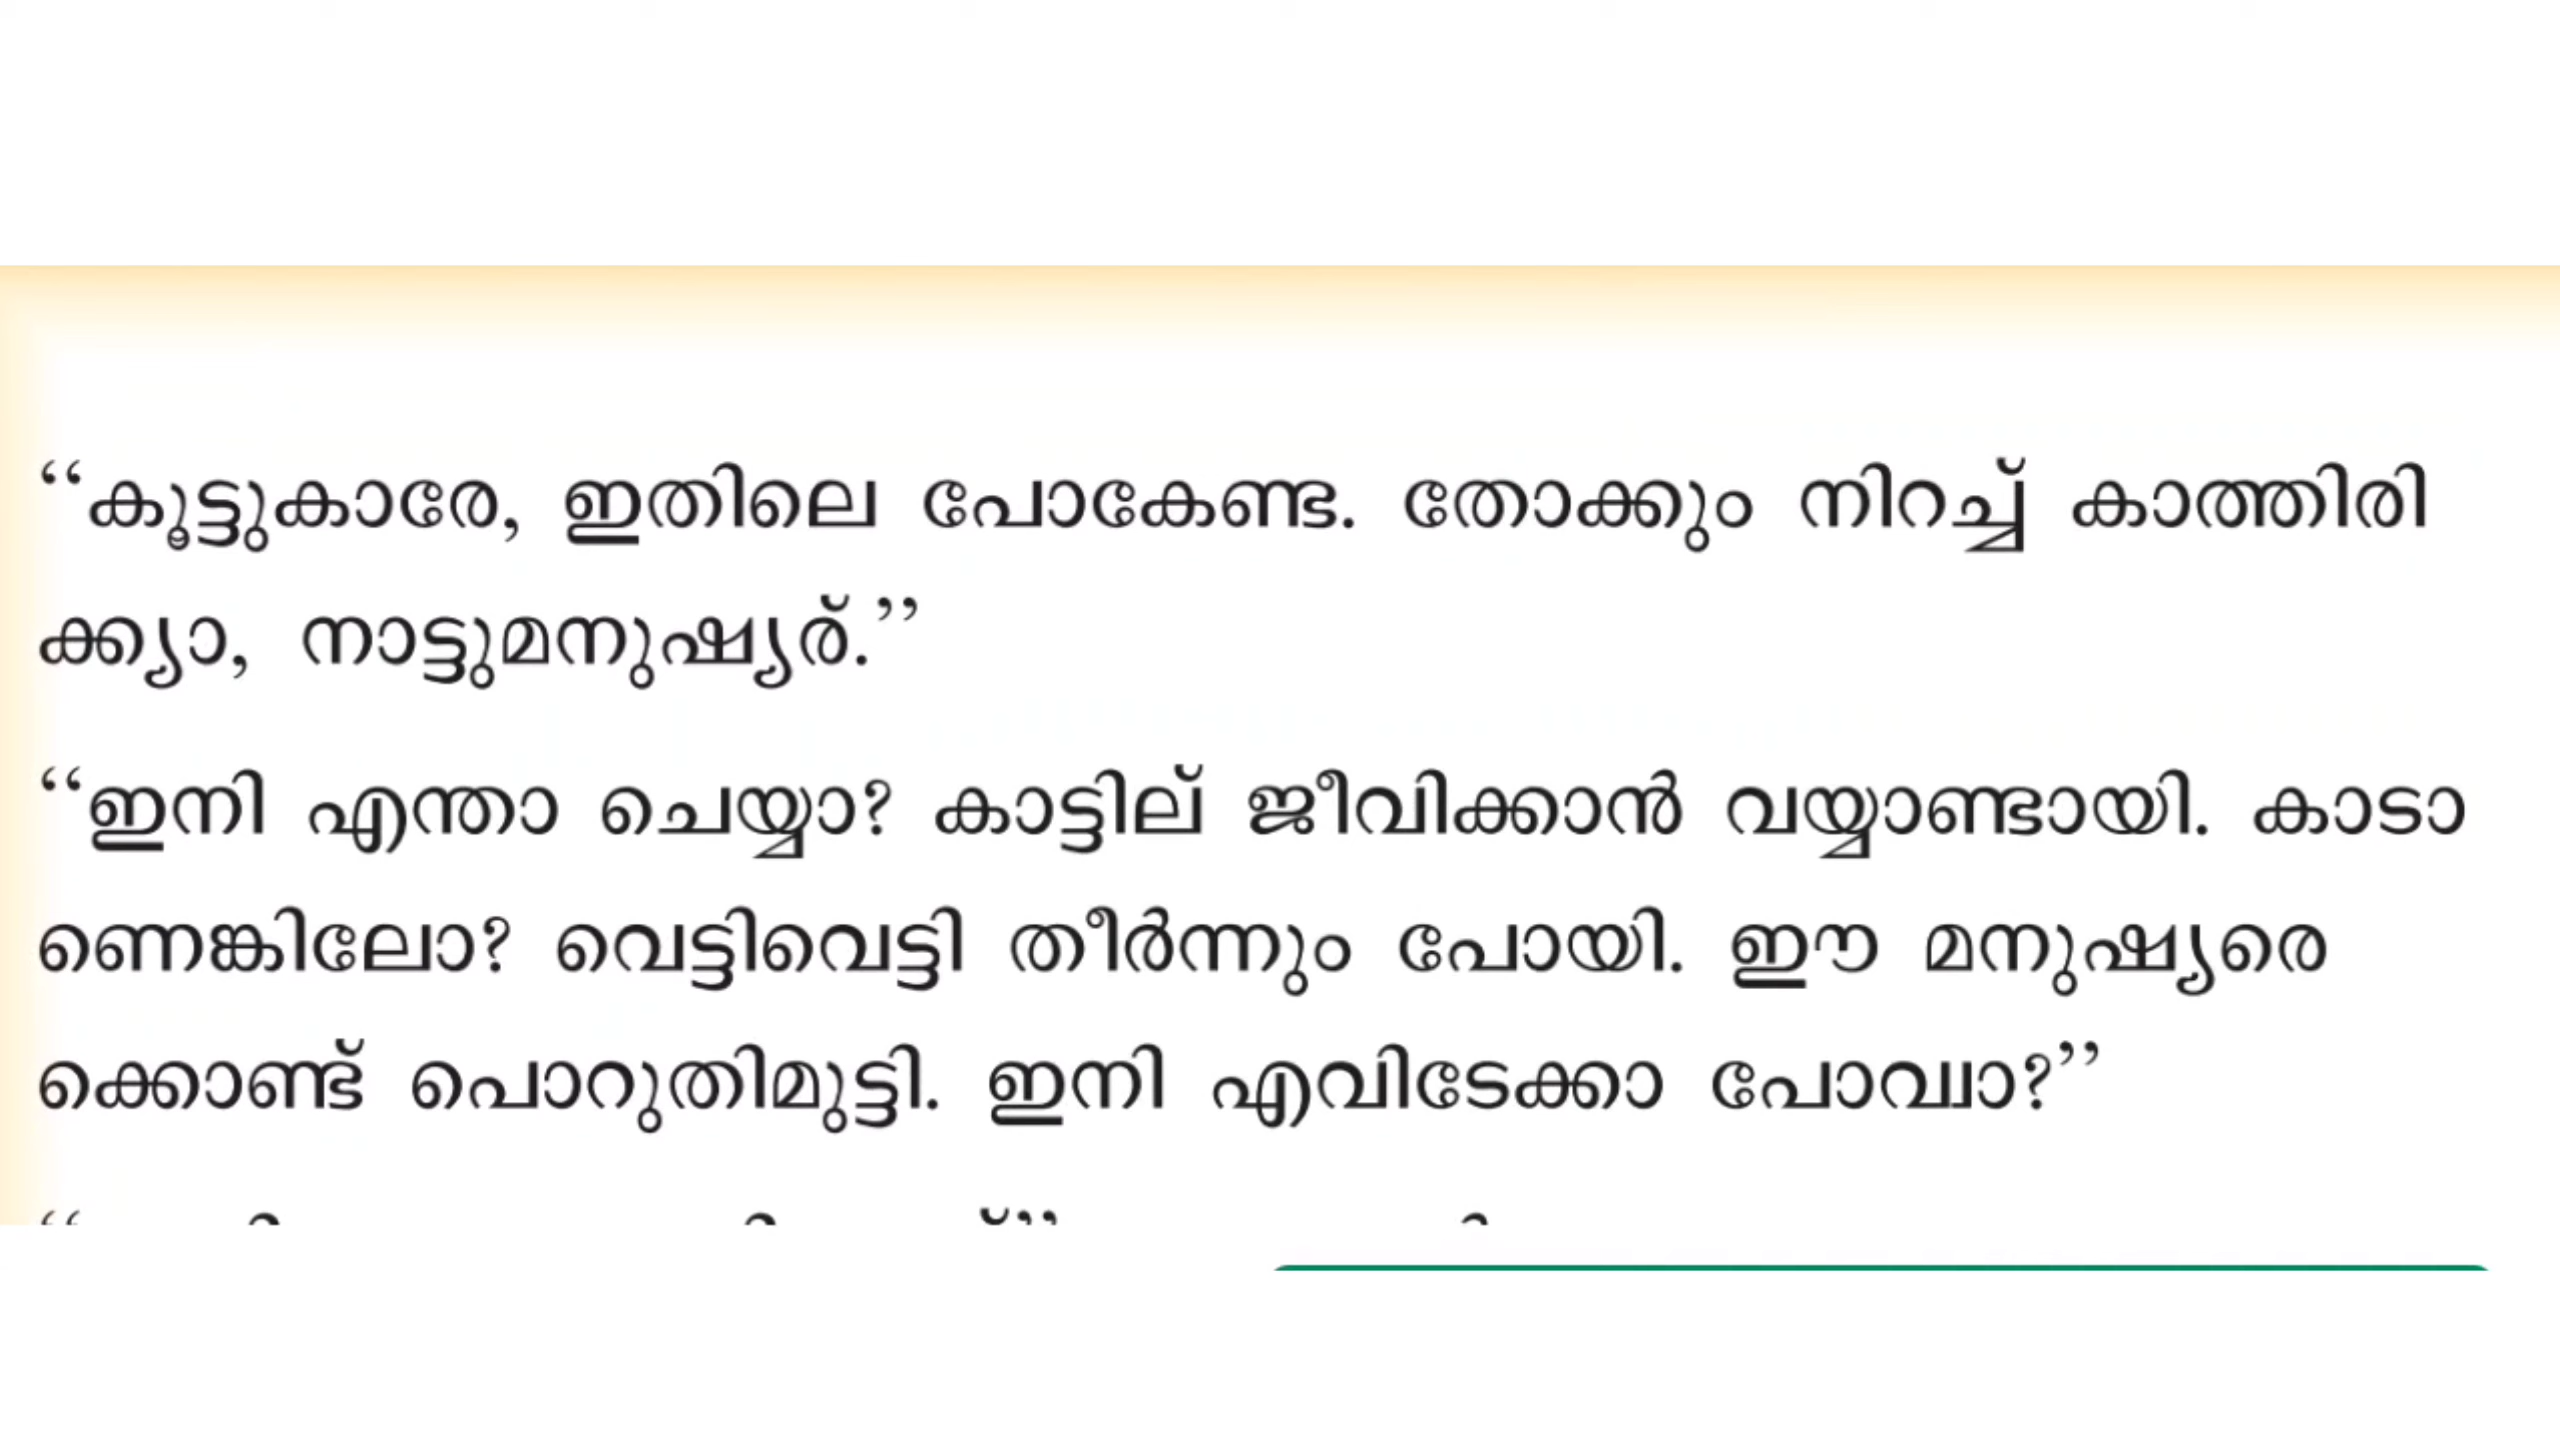 ‘‘കൂട്ടുകാരേ, ഇതിലെ പോകേണ്ട. തോക്കും നിറച്ച് കാത്തിരി
ക്ക്യാ, നാട്ടുമനുഷ്യര്.’’
‘‘ഇനി എന്താ ചെയ്യാ? കാട്ടില് ജീവിക്കാൻ വയ്യാണ്ടായി. കാടാ
ണെങ്കിലോ? വെട്ടിവെട്ടി തീർന്നും പോയി. ഈ മനുഷ്യരെ
ക്കൊണ്ട് പൊറുതിമുട്ടി. ഇനി എവിടേക്കാ പോവ്വാ?’’